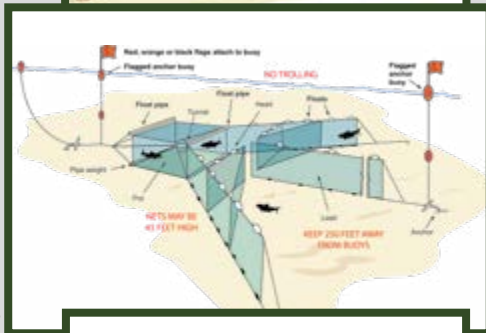 Red, orange or black flags attach to buoy
Flagged anchor buoy
NO TROLLING
Flagged
anchor
buoy
Float pipe
Float pipe
Tunnel
Heart
Floats
Pipe weight
Pot
NETS MAY BE
45 FEET HIGH
Lead
KEEP 250 FEET AWAY
FROM BUOYS
Anchor